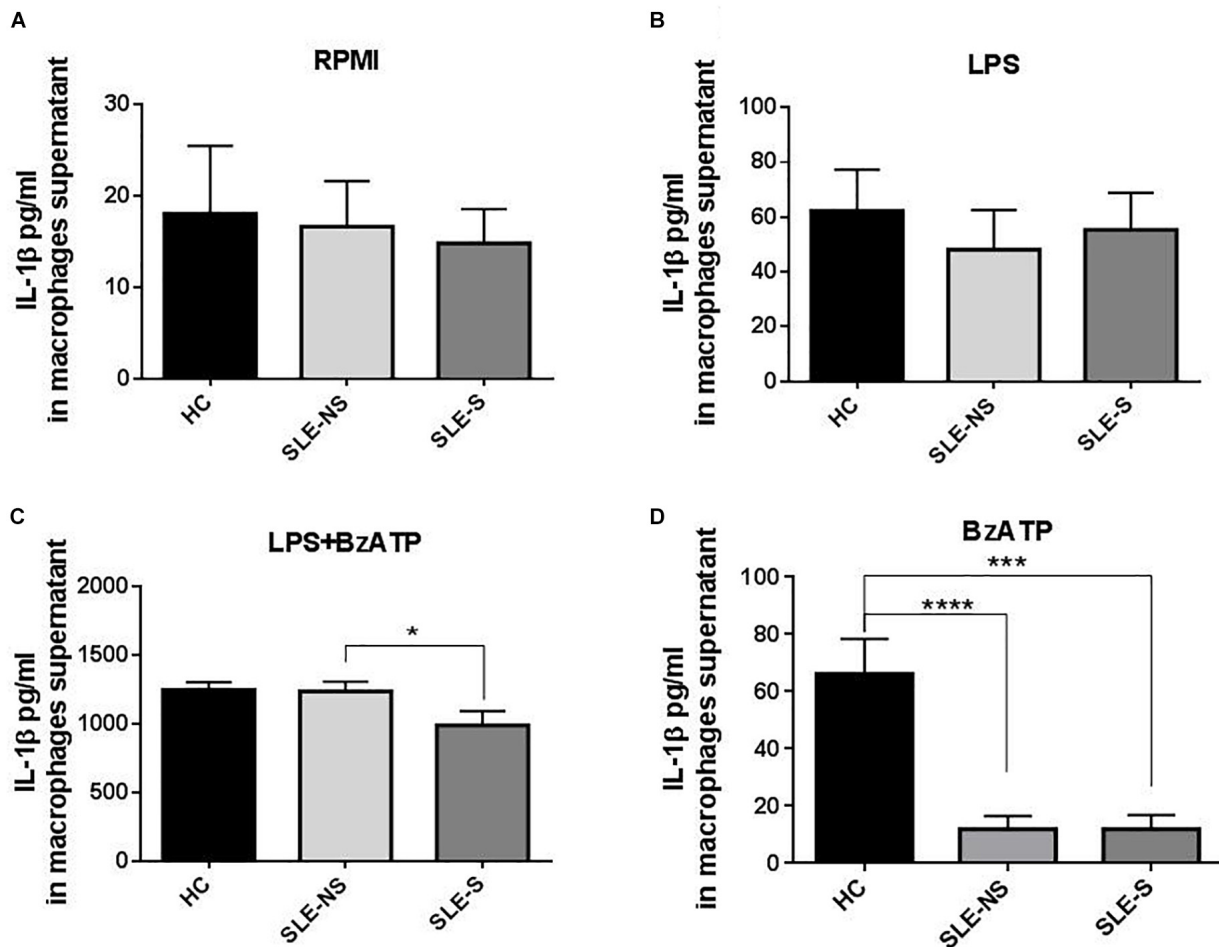 A
RPMI
IL-1β pg/ml
in macrophages supernatant
30
20
10
0
HC
SLE-NS
SLE-S
B
LPS
IL-1β pg/ml
in macrophages supernatant
100
80
60
40
20
0
HC
SLE-NS
SLE-S
C
LPS+BzATP
IL-1β pg/ml
in macrophages supernatant
2000
1500
1000
500
0
*
HC
SLE-NS
SLE-S
D
BzATP
IL-1β pg/ml
in macrophages supernatant
100
80
60
40
20
0
***
****
HC
SLE-NS
SLE-S